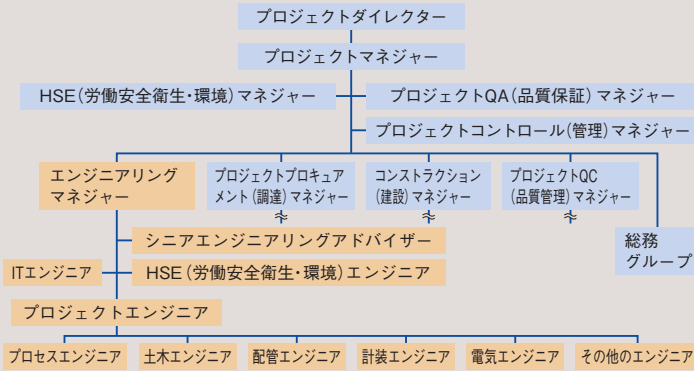 プロジェクトダイレクター
プロジェクトマネジャー
HSE(労働安全衛生・環境)マネジャー
プロジェクトQA(品質保証)マネジャー
プロジェクトコントロール(管理)マネジャー
エンジニアリング
マネジャー
プロジェクトプロキュア
メント(調達)マネジャー
コンストラクション
(建設)マネジャー
プロジェクトQC
(品質管理)マネジャー
総務
グループ
シニアエンジニアリングアドバイザー
ITエンジニア
HSE(労働安全衛生・環境)エンジニア
プロジェクトエンジニア
プロセスエンジニア
土木エンジニア
配管エンジニア
計装エンジニア
電気エンジニア
その他のエンジニア